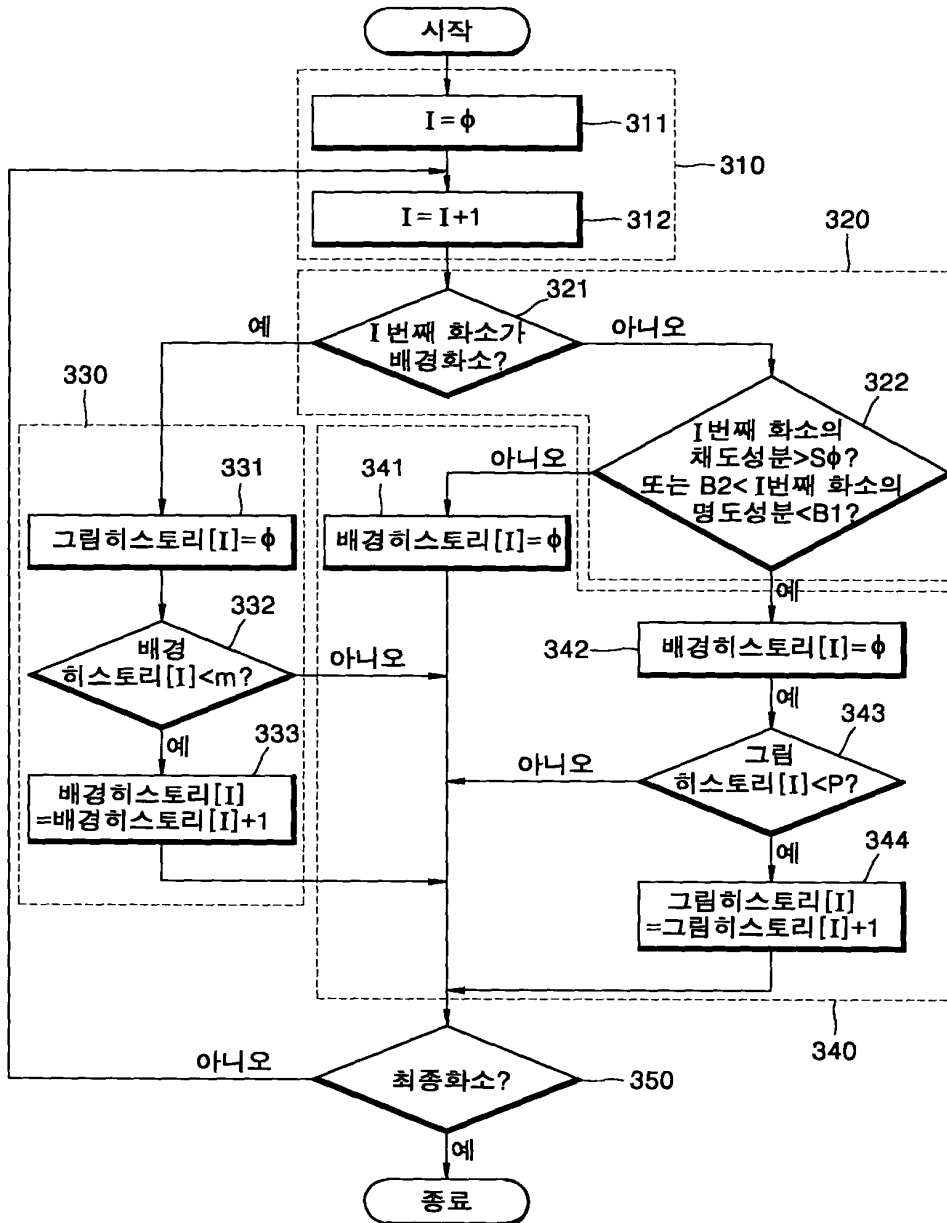 시작
I=ϕ
311
310
I=I+1
312
320
321
예
I번째 화소가
배경화소?
아니오
330
322
I번째 화소의
채도성분>Sϕ?
또는 B2<I번째 화소의
명도성분<B1?
아니오
331
341
그림히스토리[I]=ϕ
배경히스토리[I]=ϕ
예
332
배경
히스토리[I]<m?
아니오
342
배경히스토리[I]=ϕ
예
343
예
333
아니오
그림
히스토리[I]<P?
배경히스토리[I]
=배경히스토리[I]+1
예
344
그림히스토리[I]
=그림히스토리[I]+1
340
아니오
최종화소?
350
예
종료